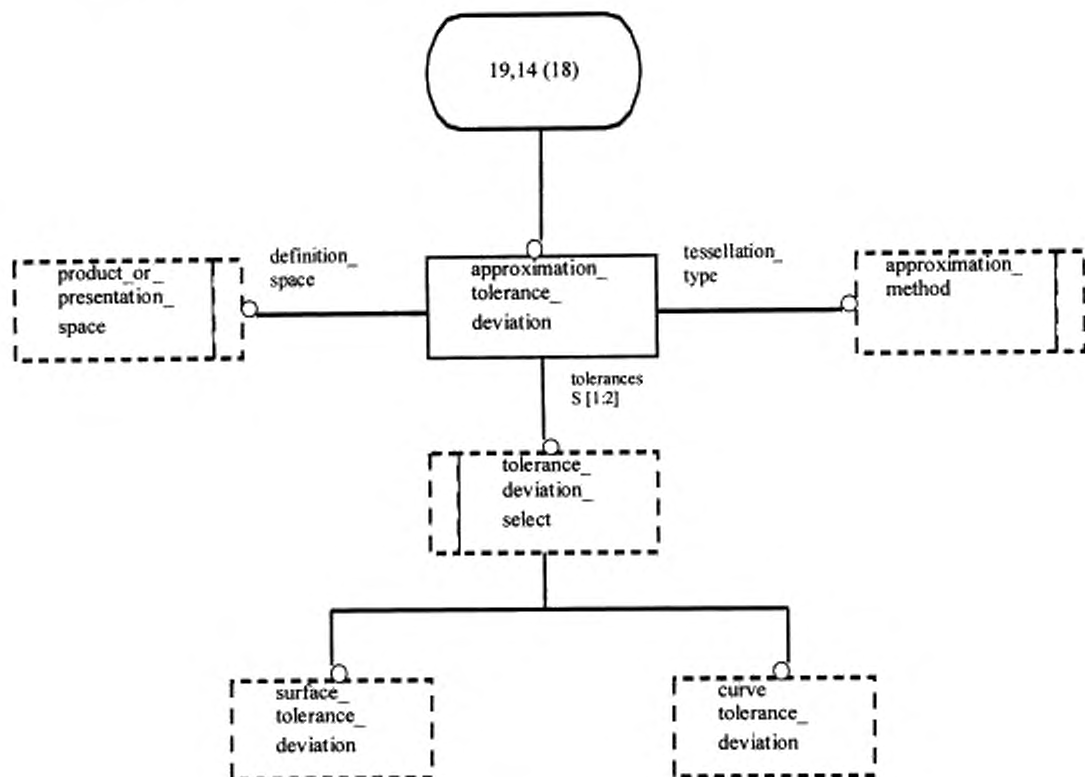 19,14 (18)
product_or_
presentation_
space
definition_
space
approximation_
tolerance_
deviation
tessellation_
type
approximation_
method
tolerances
S [1:2]
tolerance_
deviation_
select
surface_
tolerance_
deviation
curve
tolerance_
deviation